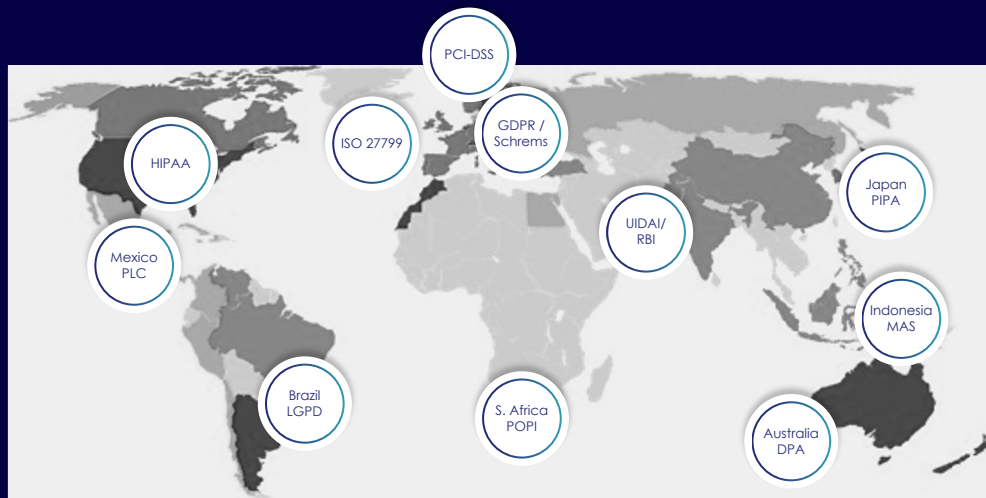 PCI-DSS
GDPR /
Schrems
ISO 27799
HIPAA
Japan
PIPA
UIDAI/
RBI
Mexico
PLC
Indonesia
MAS
Brazil
LGPD
S. Africa
POPI
Australia
DPA